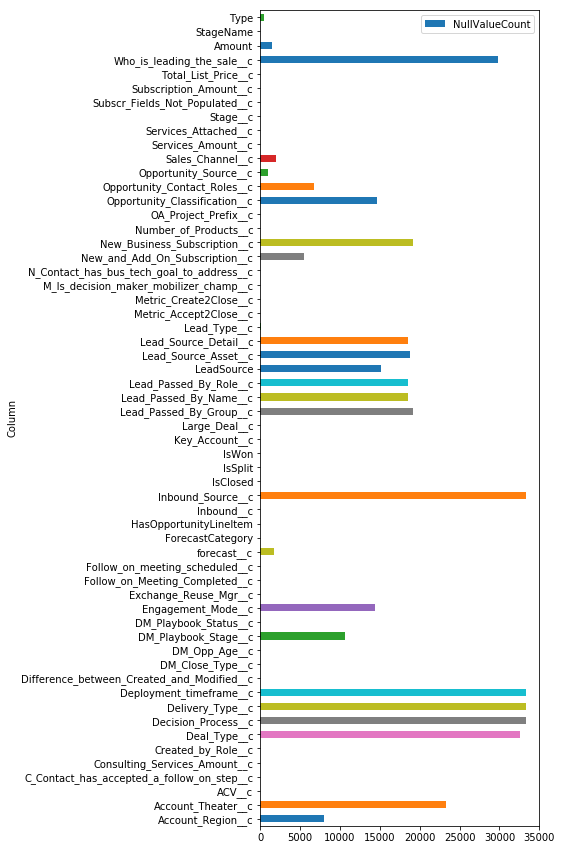 NullValueCount
Type
StageName
Amount
Who_is_leading_the_sale__c
Total_List_Price__c
Subscription_Amount__c
Subscr_Fields_Not_Populated__c
Stage__c
Services_Attached__c
Services_Amount__c
Sales_Channel__c
Opportunity_Source__c
Opportunity_Contact_Roles__c
Opportunity_Classification__c
OA_Project_Prefix__c
Number_of_Products__c
New_Business_Subscription__c
New_and_Add_On_Subscription__c
N_Contact_has_bus_tech_goal_to_address__c
M_Is_decision_maker_mobilizer_champ__c
Metric_Create2Close__c
Metric_Accept2Close__c
Lead_Type__c
Lead_Source_Detail__c
Lead_Source_Asset__c
LeadSource
Lead_Passed_By_Role__c
Lead_Passed_By_Name__c
Lead_Passed_By_Group__c
Large_Deal__c
Key_Account__c
IsWon
IsSplit
IsClosed
Inbound_Source__c
Inbound__c
HasOpportunityLineItem
ForecastCategory
forecast__c
Follow_on_meeting_scheduled__c
Follow_on_Meeting_Completed__c
Exchange_Reuse_Mgr__c
Engagement_Mode__c
DM_Playbook_Status__c
DM_Playbook_Stage__c
DM_Opp_Age__c
DM_Close_Type__c
Difference_between_Created_and_Modified__c
Deployment_timeframe__c
Delivery_Type__c
Decision_Process__c
Deal_Type__c
Created_by_Role__c
Consulting_Services_Amount__c
C_Contact_has_accepted_a_follow_on_step__c
ACV__c
Account_Theater__c
Account_Region__c
Column
0 5000 10000 15000 20000 25000 30000 35000